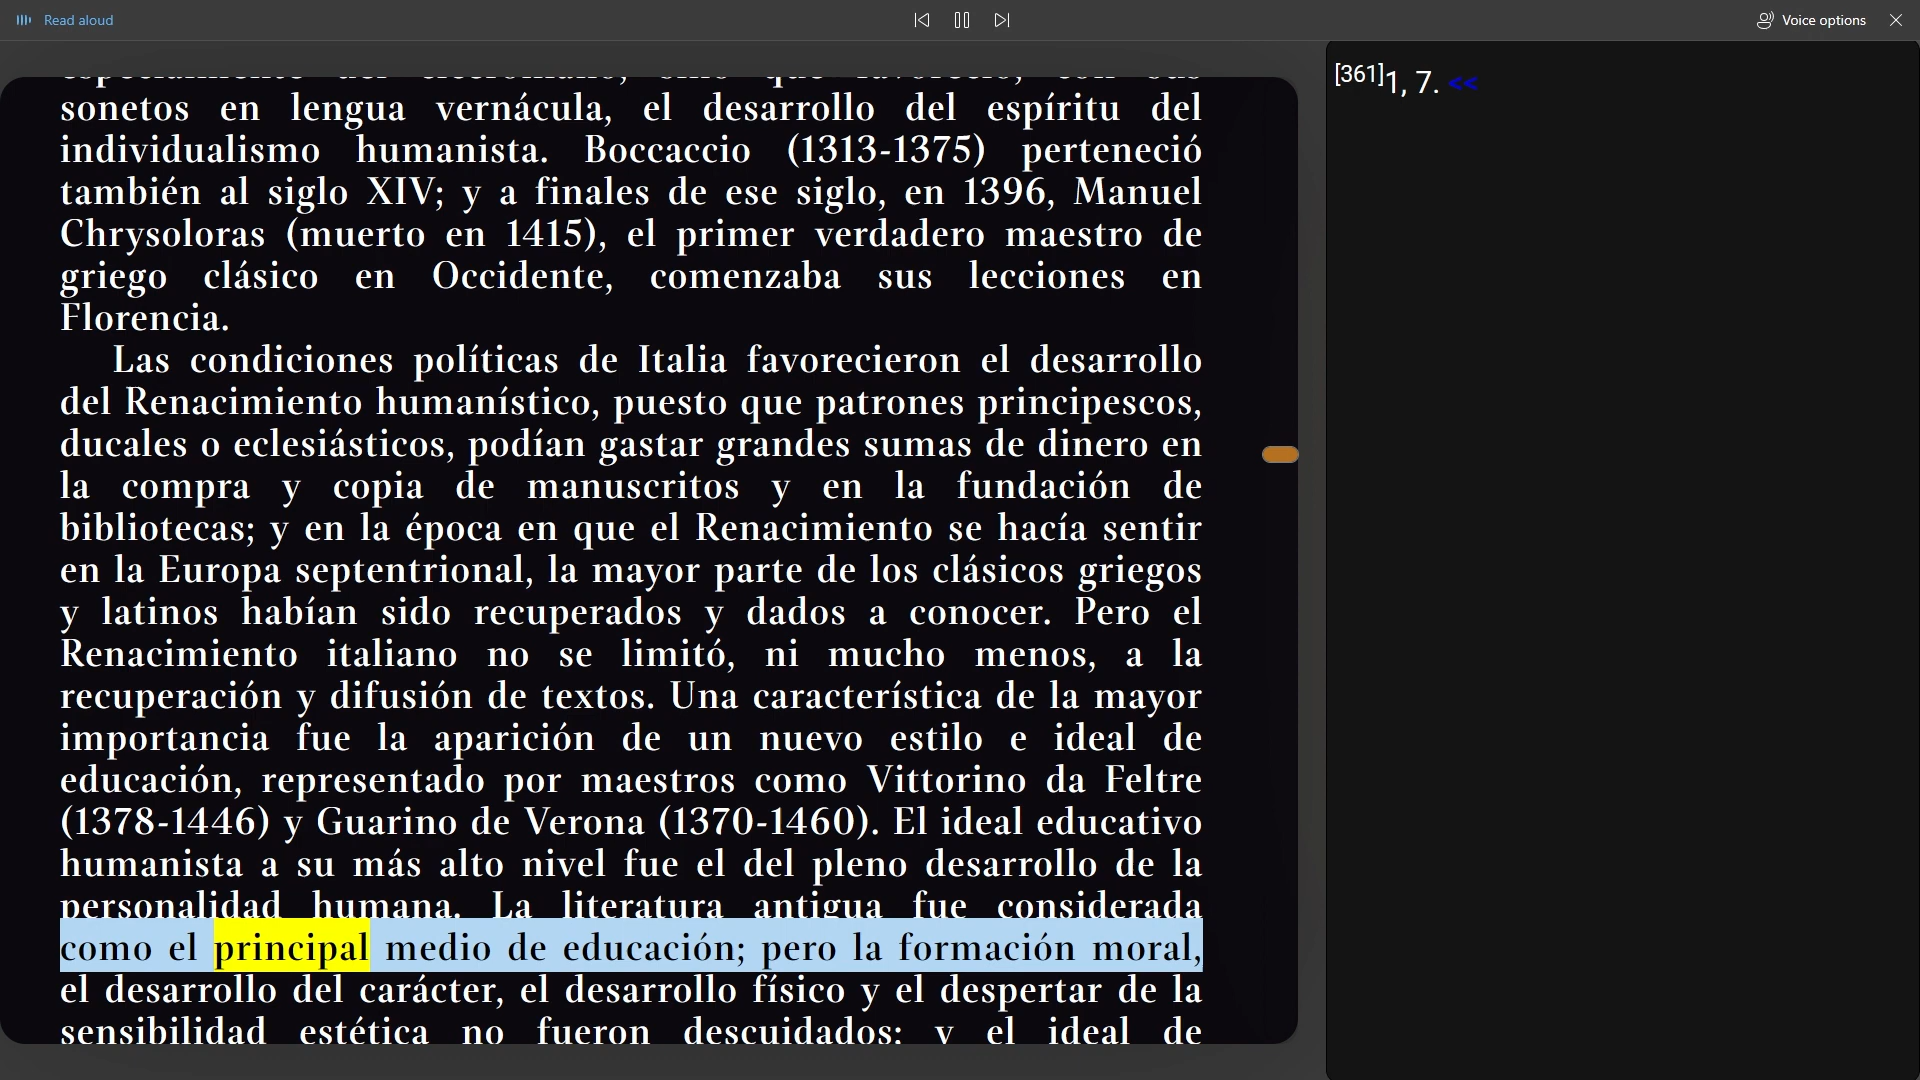 Read aloud
Voice options
sonetos en lengua vernácula, el desarrollo del espíritu del
individualismo humanista. Boccaccio (1313-1375) perteneció
también al siglo XIV; y a finales de ese siglo, en 1396, Manuel
Chrysoloras (muerto en 1415), el primer verdadero maestro de
griego clásico en Occidente, comenzaba sus lecciones en
Florencia.
Las condiciones políticas de Italia favorecieron el desarrollo
del Renacimiento humanístico, puesto que patrones principescos,
ducales o eclesiásticos, podían gastar grandes sumas de dinero en
la compra y copia de manuscritos y en la fundación de
bibliotecas; y en la época en que el Renacimiento se hacía sentir
en la Europa septentrional, la mayor parte de los clásicos griegos
y latinos habían sido recuperados y dados a conocer. Pero el
Renacimiento italiano no se limitó, ni mucho menos, a la
recuperación y difusión de textos. Una característica de la mayor
importancia fue la aparición de un nuevo estilo e ideal de
educación, representado por maestros como Vittorino da Feltre
(1378-1446) y Guarino de Verona (1370-1460). El ideal educativo
humanista a su más alto nivel fue el del pleno desarrollo de la
personalidad humana. La literatura antigua fue considerada
como el principal medio de educación; pero la formación moral,
el desarrollo del carácter, el desarrollo físico y el despertar de la
sensibilidad estética no fueron descuidados; y el ideal de
[361]1, 7. <<